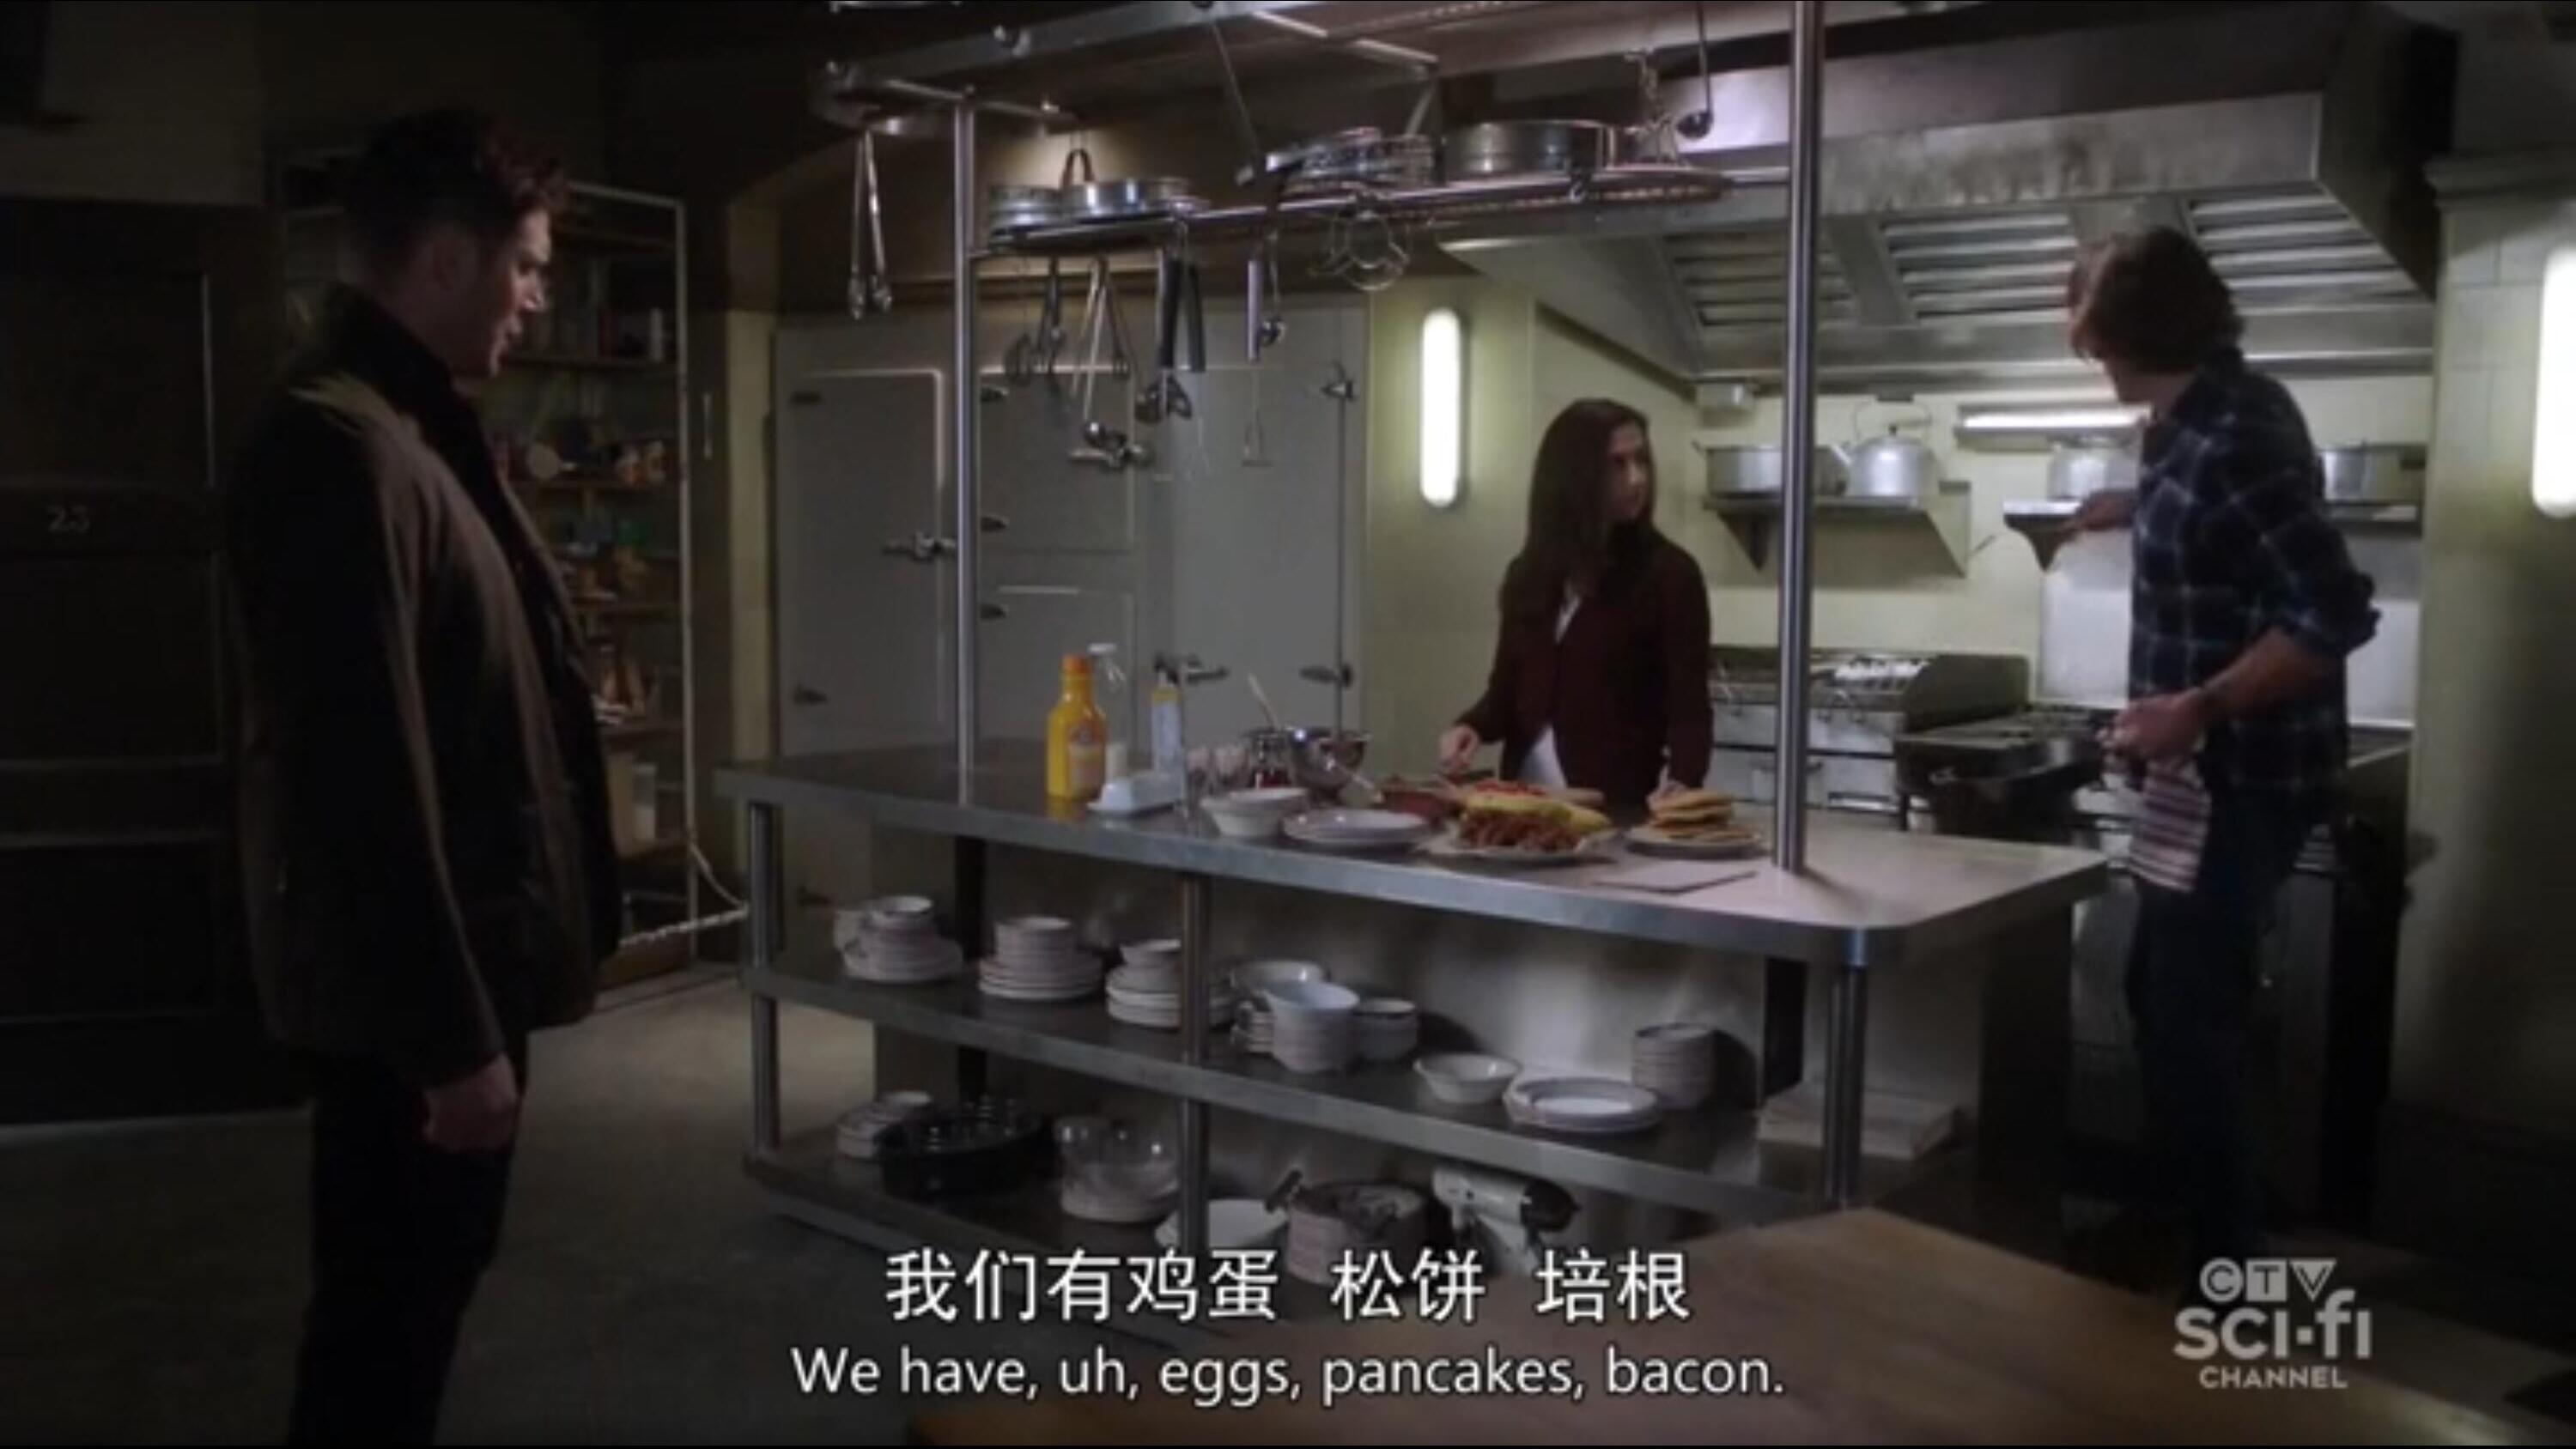 23
我们有鸡蛋 松饼 培根
We have, uh, eggs, pancakes, bacon.
CTV
sci-fi
CHANNEL